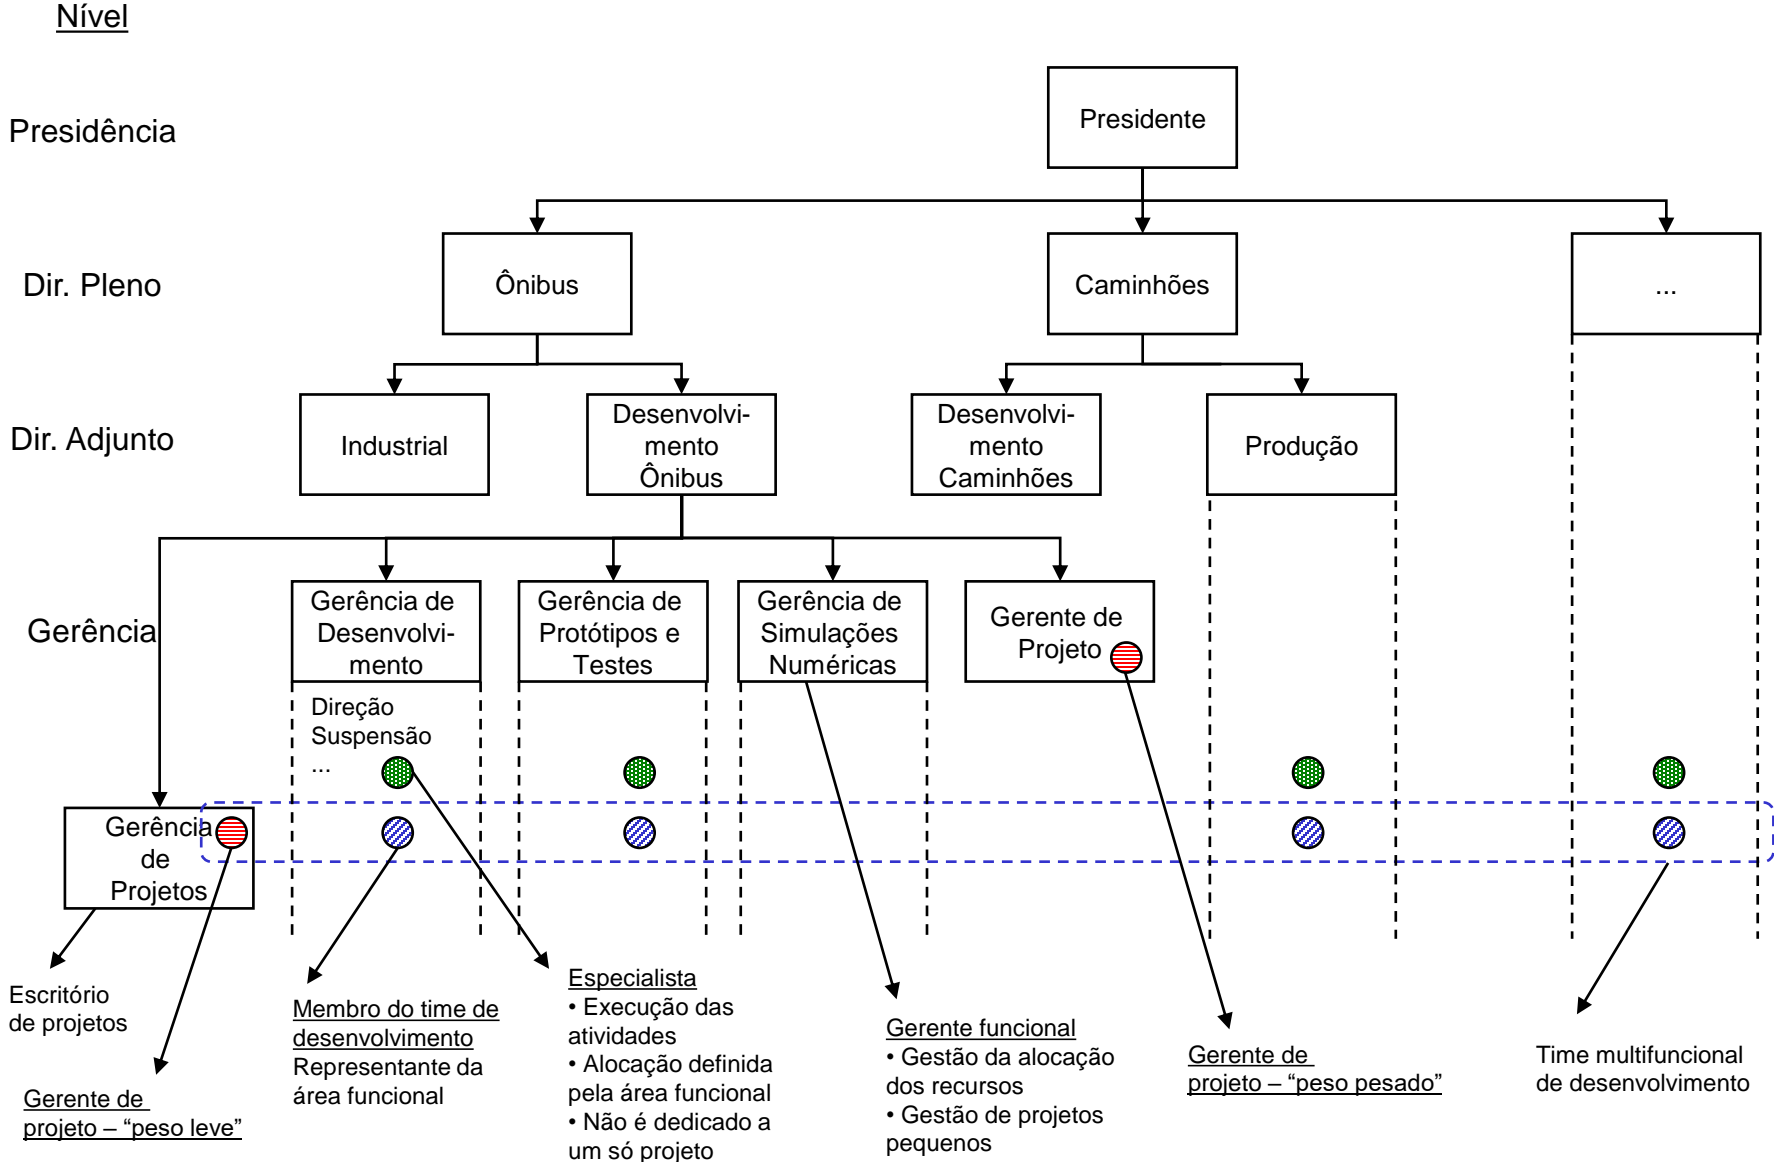 Nível
Presidência
Presidente
Dir. Pleno
Ônibus
Caminhões
...
Dir. Adjunto
Industrial
Desenvolvi-
mento
Ônibus
Desenvolvi-
mento
Caminhões
Produção
Gerência
Gerência de
Desenvolvi-
mento
Gerência de
Protótipos e
Testes
Gerência de
Simulações
Numéricas
Gerente de
Projeto
Direção
Suspensão
...
Gerência
de
Projetos
Escritório
de projetos
Gerente de
projeto – “peso leve”
Membro do time de
desenvolvimento
Representante da
área funcional
Especialista
• Execução das
atividades
• Alocação definida
pela área funcional
• Não é dedicado a
um só projeto
Gerente funcional
• Gestão da alocação
dos recursos
• Gestão de projetos
pequenos
Gerente de
projeto – “peso pesado”
Time multifuncional
de desenvolvimento